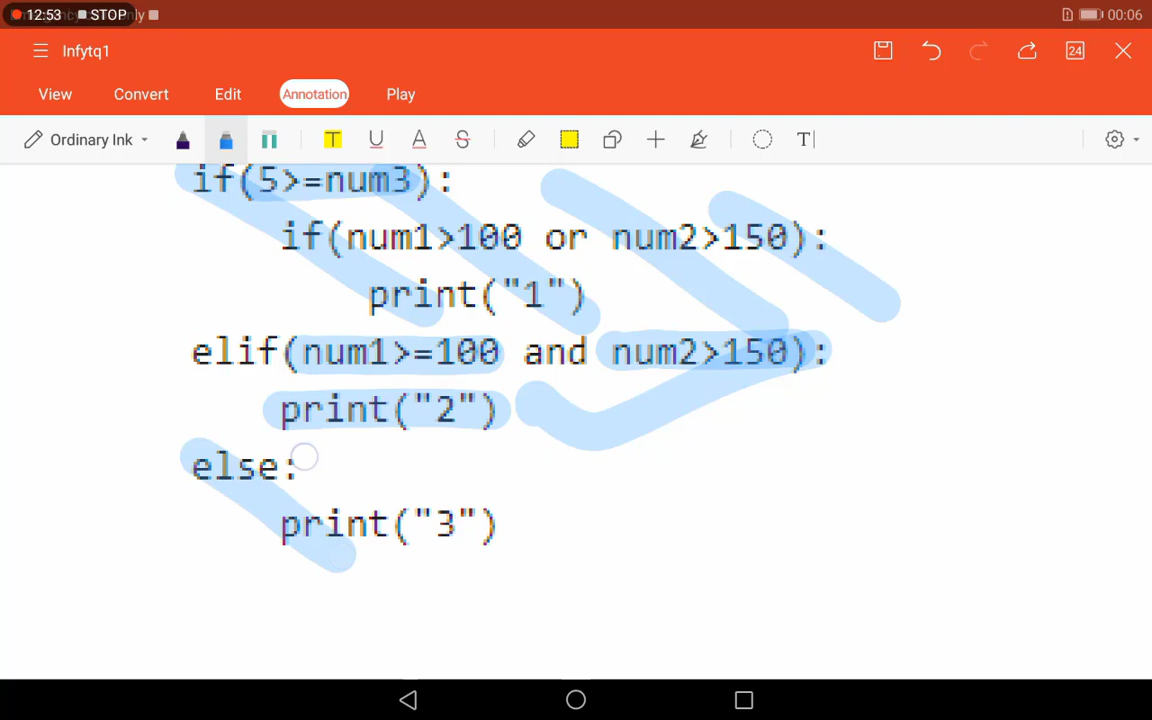 12:53 STOP
ly
00:06
Infytq1
24
View Convert Edit Annotation Play
Ordinary Ink T U A S T
if(5>=num3):
if(num1>100 or num2>150):
print("1")
elif(num1>=100 and num2>150):
print("2")
else:
print("3")